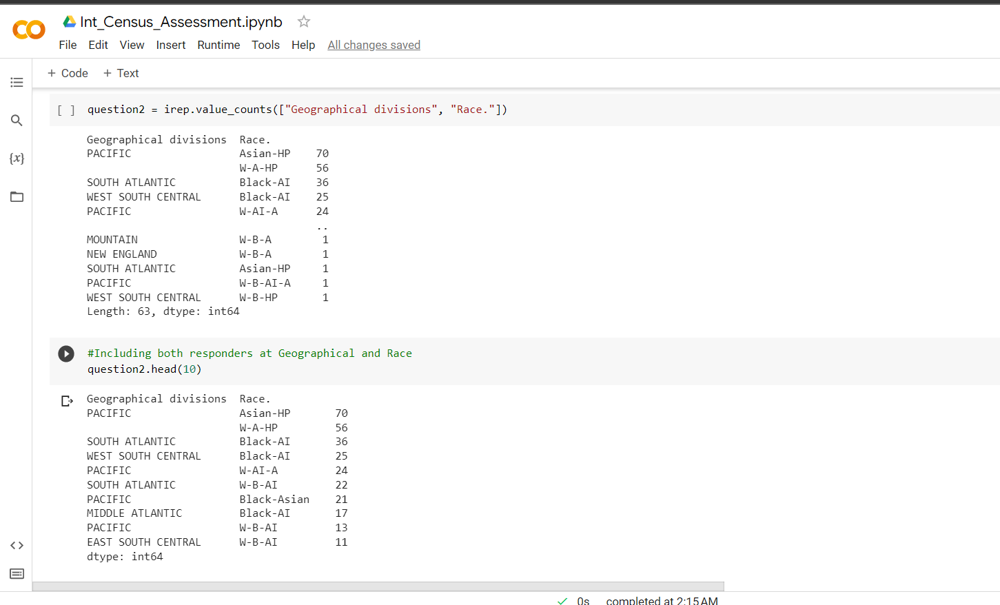 Int_Census_Assessment.ipynb
File Edit View Insert Runtime Tools Help All changes saved
+ Code + Text
[ ] question2 = irep.value_counts(["Geographical divisions", "Race."])
Geographical divisions Race.
PACIFIC Asian-HP 70
W-A-HP 56
SOUTH ATLANTIC Black-AI 36
WEST SOUTH CENTRAL Black-AI 25
PACIFIC W-AI-A 24
..
MOUNTAIN W-B-A 1
NEW ENGLAND W-B-A 1
SOUTH ATLANTIC Asian-HP 1
PACIFIC W-B-AI-A 1
WEST SOUTH CENTRAL W-B-HP 1
Length: 63, dtype: int64
#Including both responders at Geographical and Race
question2.head(10)
Geographical divisions Race.
PACIFIC Asian-HP 70
W-A-HP 56
SOUTH ATLANTIC Black-AI 36
WEST SOUTH CENTRAL Black-AI 25
PACIFIC W-AI-A 24
SOUTH ATLANTIC W-B-AI 22
PACIFIC Black-Asian 21
MIDDLE ATLANTIC Black-AI 17
PACIFIC W-B-AI 13
EAST SOUTH CENTRAL W-B-AI 11
dtype: int64
0s completed at 2:15 AM